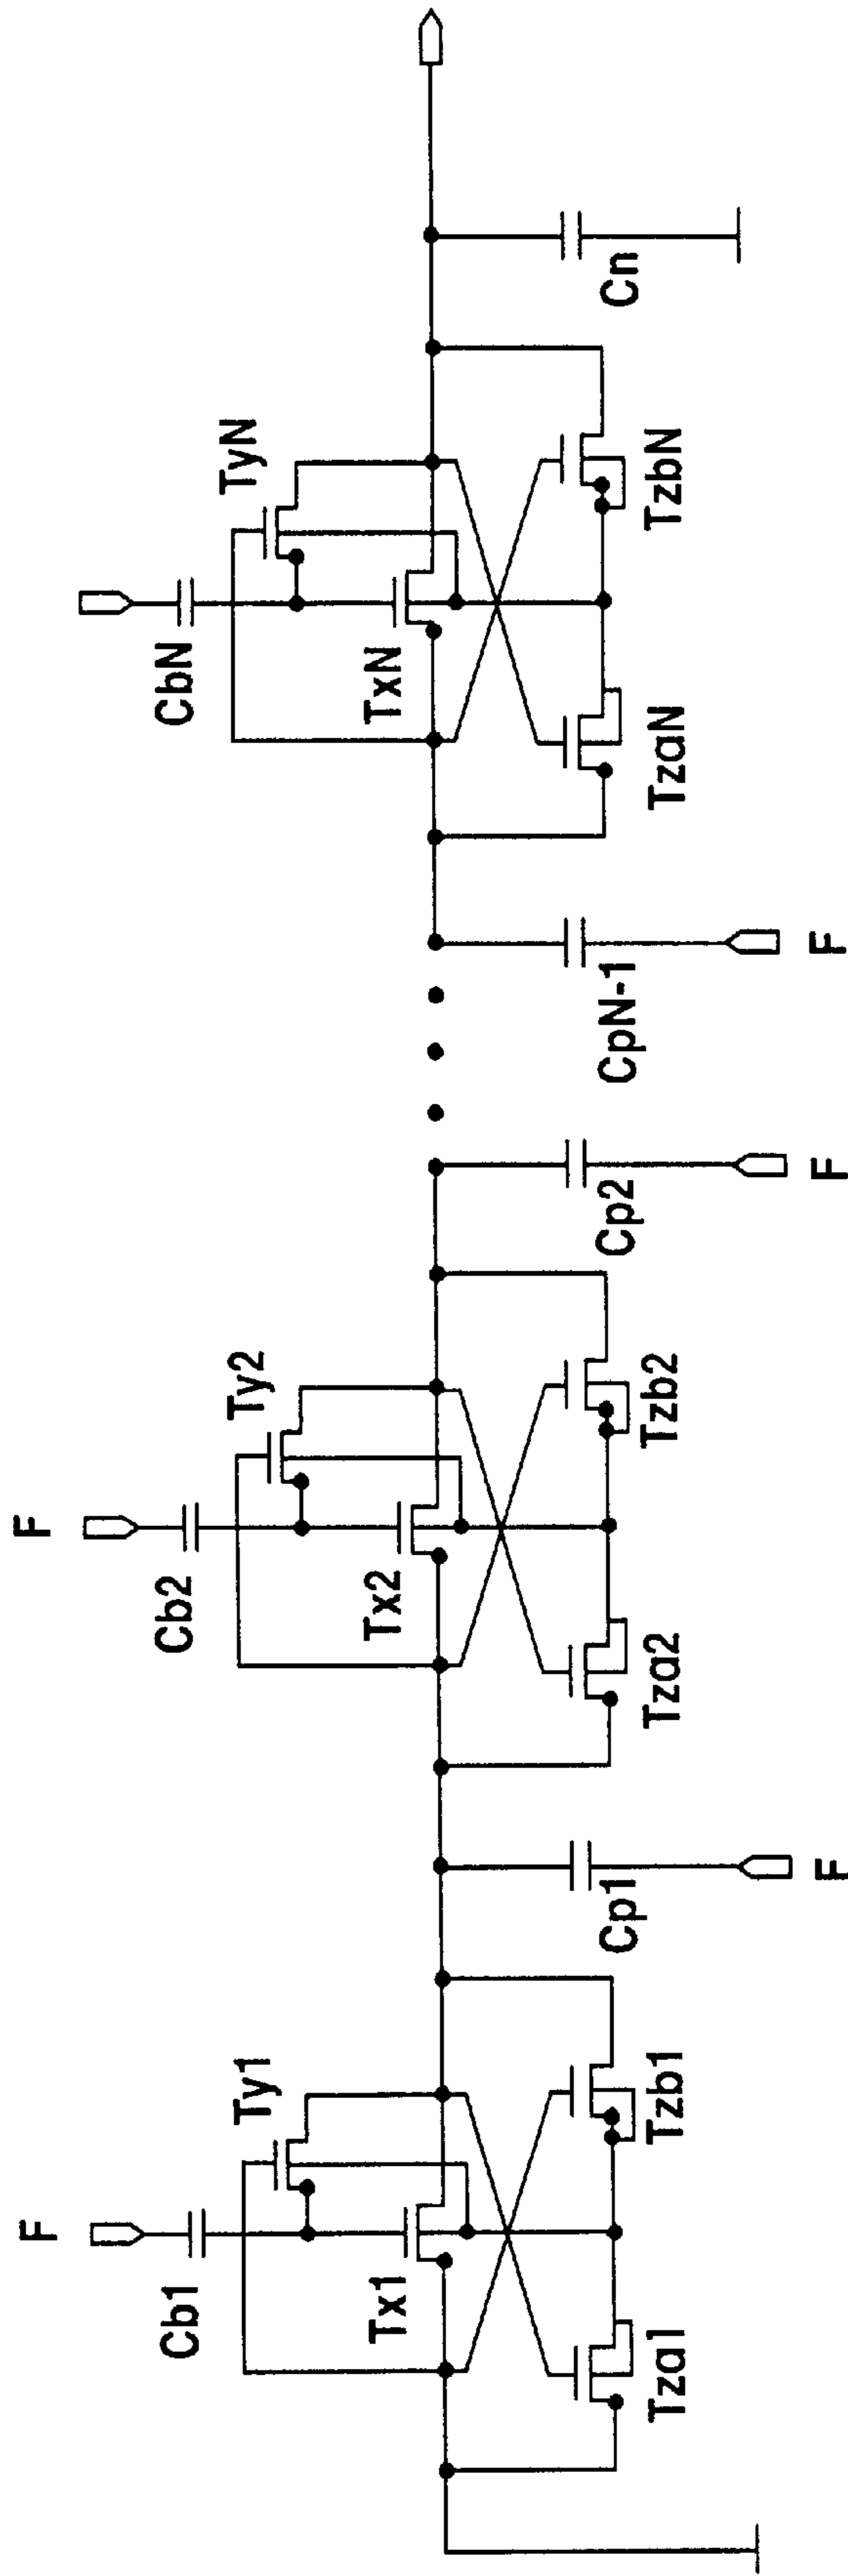 F
Cb1
Ty1
Tx1
Tza1
Tzb1
Cp1
F
F
Cb2
Ty2
Tx2
Tza2
Tzb2
Cp2
F
CpN-1
F
CbN
TyN
TxN
TzaN
TzbN
Cn